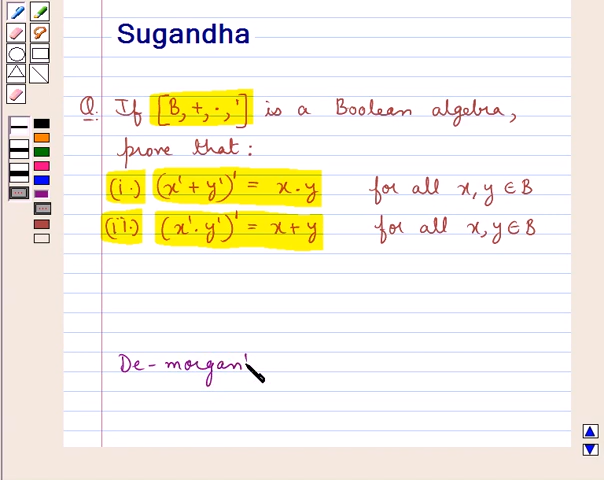 Sugandha
Q. If [B, +, ·, '] is a Boolean algebra,
prove that :
(i.) (x' + y')' = x · y for all x, y ∈ B
(ii.) (x' · y')' = x + y for all x, y ∈ B
De-morgan'